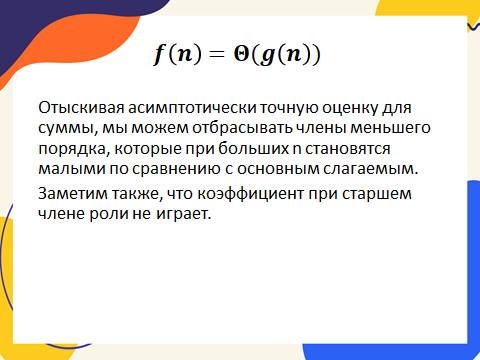 f(n) = Θ(g(n))
Отыскивая асимптотически точную оценку для
суммы, мы можем отбрасывать члены меньшего
порядка, которые при больших n становятся
малыми по сравнению с основным слагаемым.
Заметим также, что коэффициент при старшем
члене роли не играет.